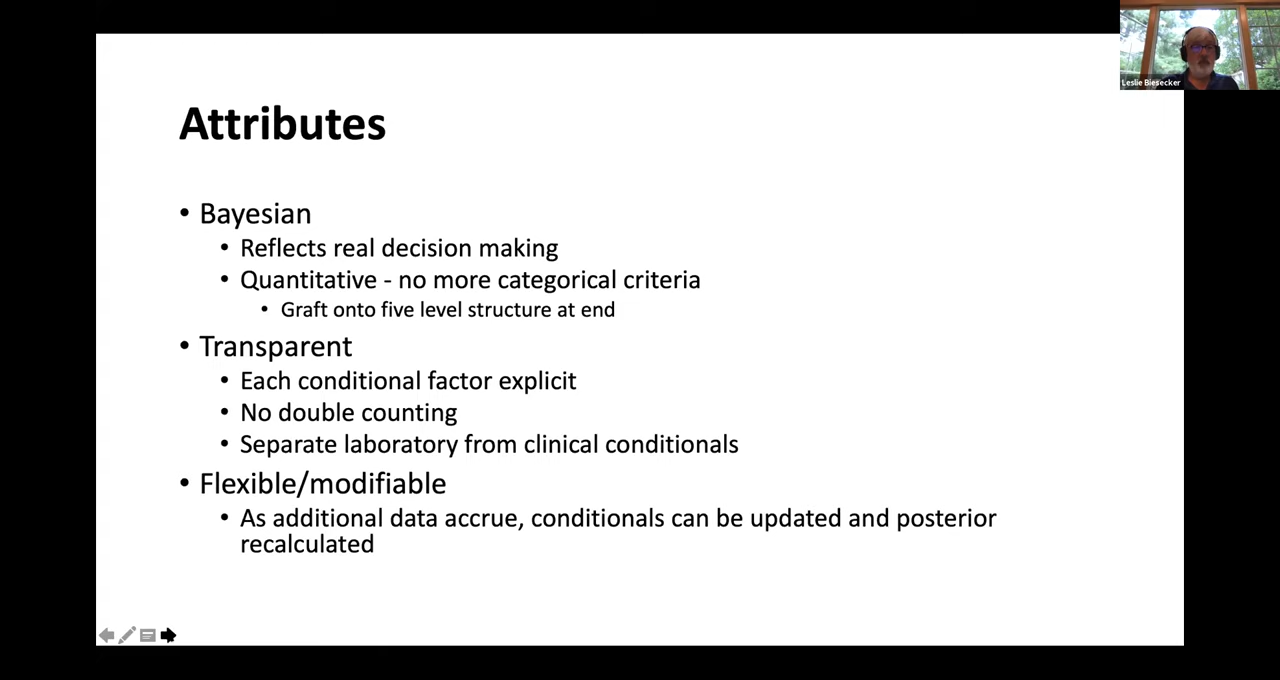 Leslie Biesecker
Attributes
• Bayesian
• Reflects real decision making
• Quantitative - no more categorical criteria
• Graft onto five level structure at end
• Transparent
• Each conditional factor explicit
• No double counting
• Separate laboratory from clinical conditionals
• Flexible/modifiable
• As additional data accrue, conditionals can be updated and posterior
recalculated